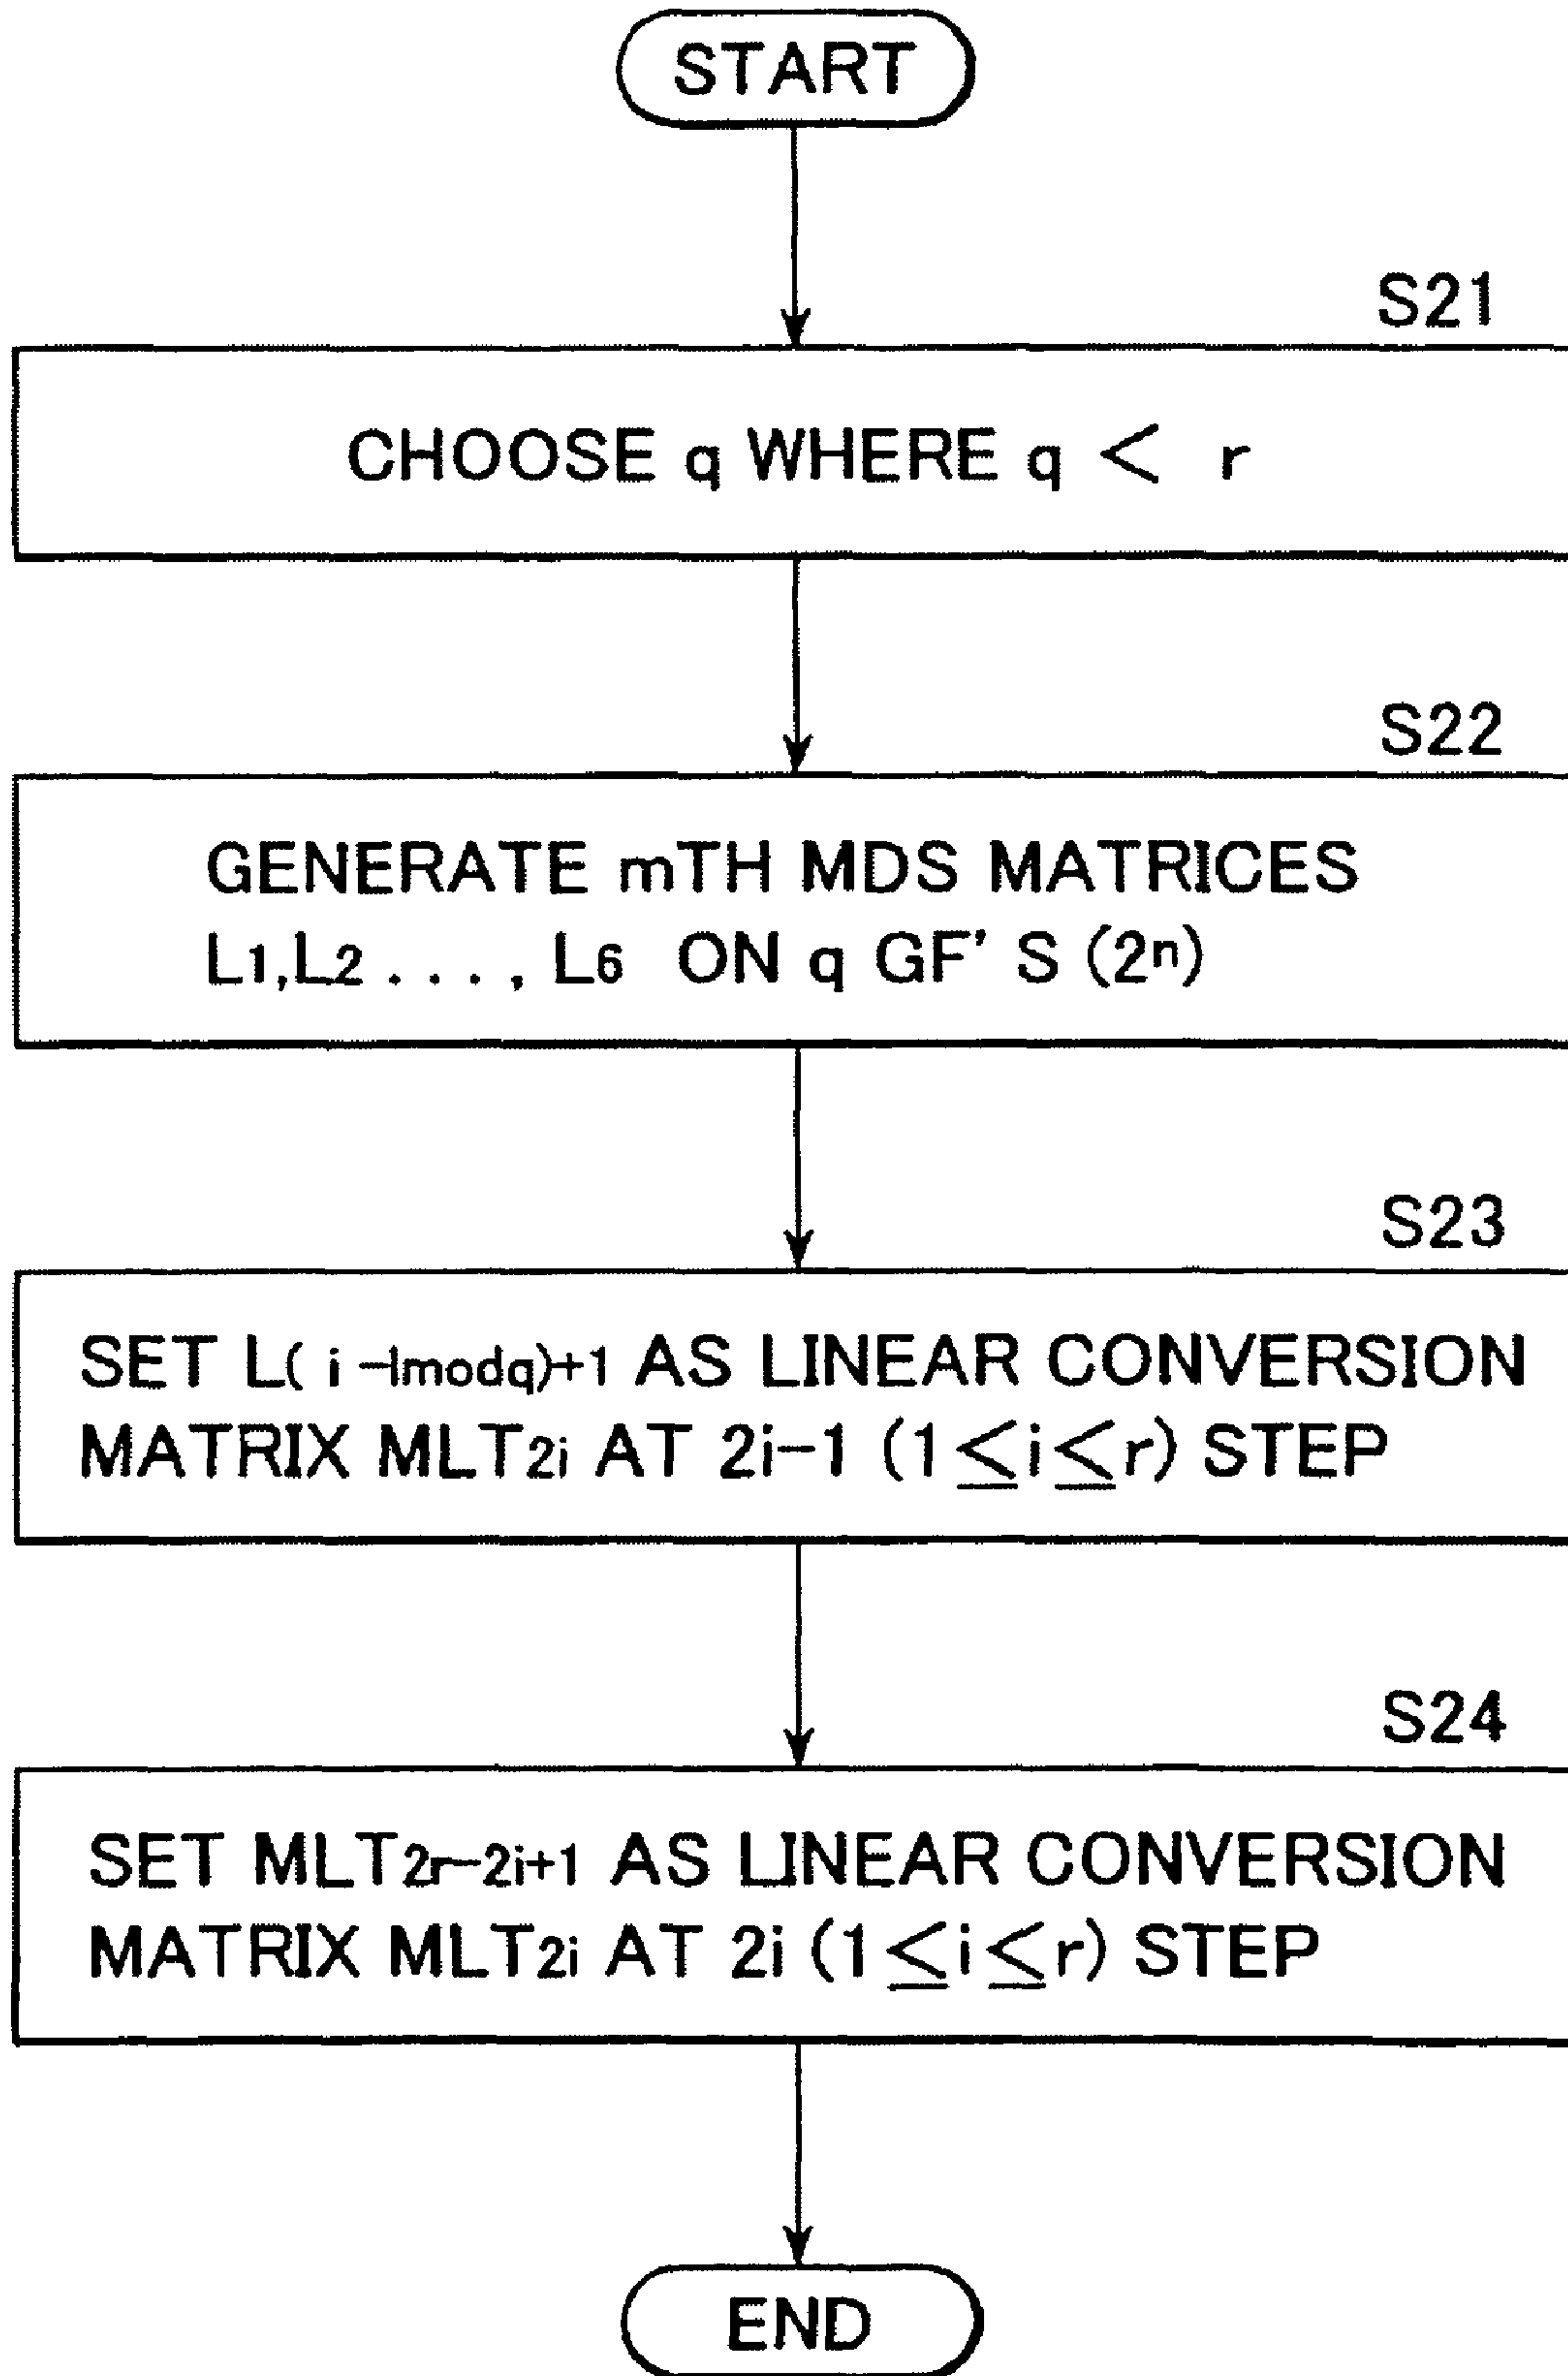 START
S21
CHOOSE q WHERE q < r
S22
GENERATE mTH MDS MATRICES
L1,L2 . . . , L6 ON q GF' S (2ⁿ)
S23
SET L( i -lmodq)+1 AS LINEAR CONVERSION
MATRIX MLT2i AT 2i-1 (1≦i≦r) STEP
S24
SET MLT2r-2i+1 AS LINEAR CONVERSION
MATRIX MLT2i AT 2i (1≦i≦r) STEP
END